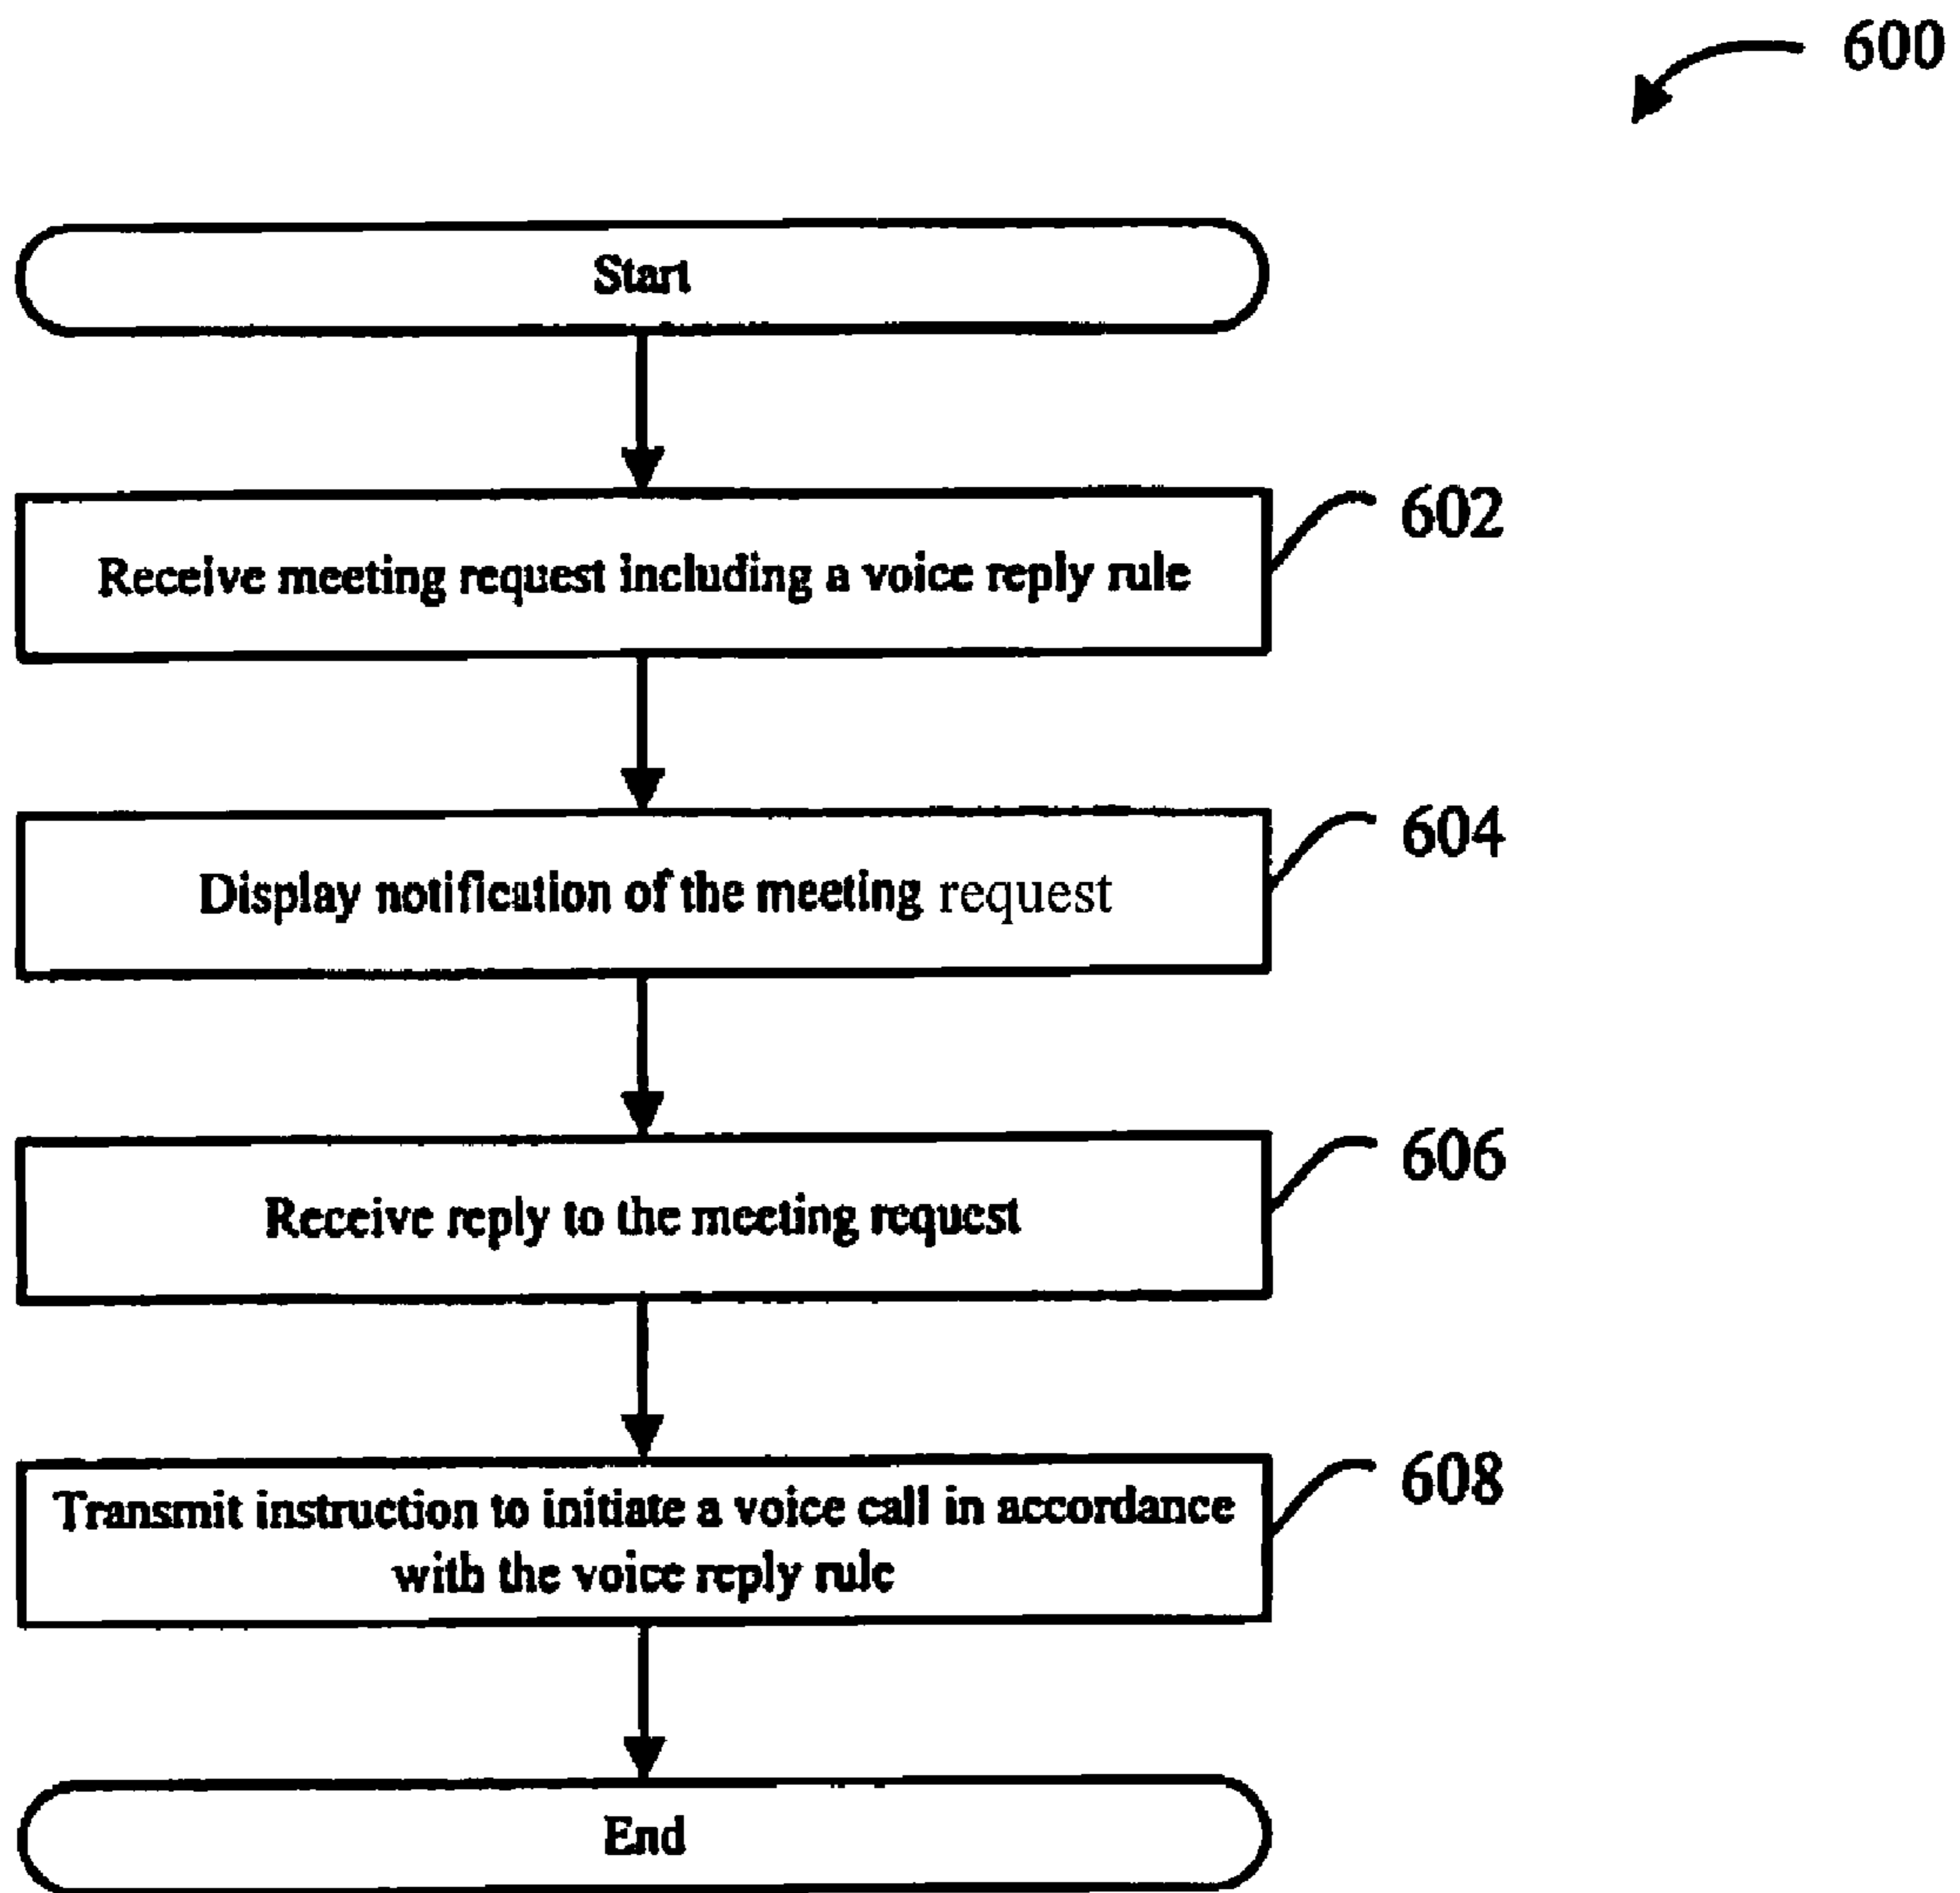 600
Start
602
Receive meeting request including a voice reply rule
604
Display notification of the meeting request
606
Receive reply to the meeting request
608
Transmit instruction to initiate a voice call in accordance
with the voice reply rule
End